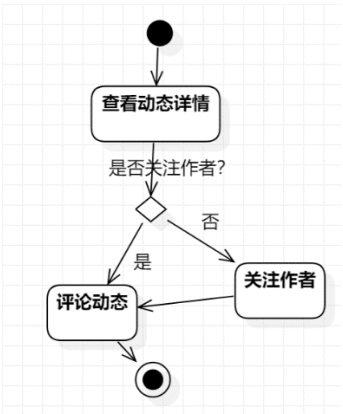 查看动态详情
是否关注作者？
否
是
关注作者
评论动态